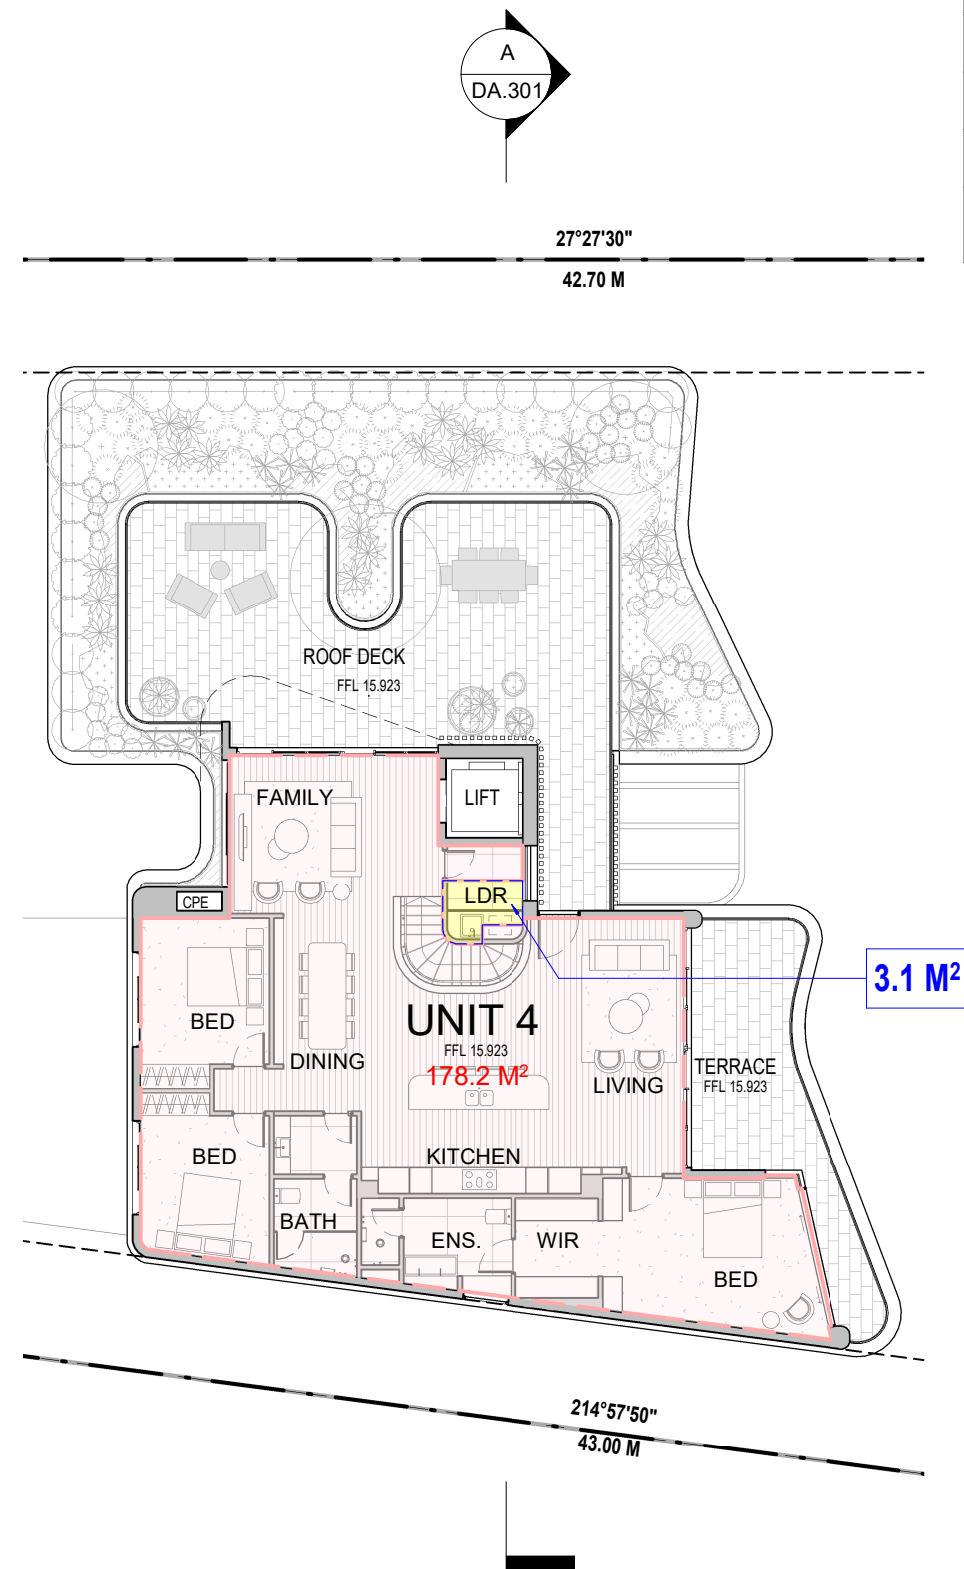 A
DA.301
27°27'30"
42.70 M
ROOF DECK
FFL 15.923
FAMILY
LIFT
LDR
CPE
3.1 M²
BED
UNIT 4
FFL 15.923
178.2 M²
DINING
LIVING
TERRACE
FFL 15.923
BED
KITCHEN
BATH
ENS.
WIR
BED
214°57'50"
43.00 M